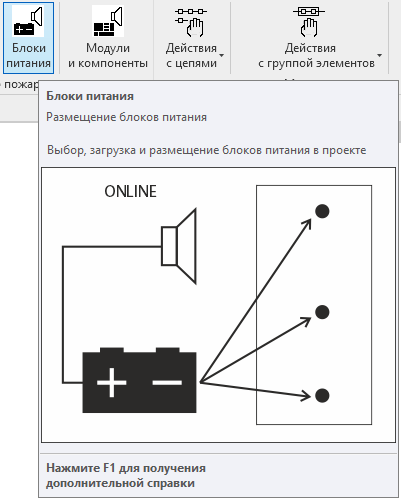 Блоки
питания
Модули
и компоненты
Действия
с цепями
Действия
с группой элементов
о пожар
Блоки питания
Размещение блоков питания
Выбор, загрузка и размещение блоков питания в проекте
ONLINE
Нажмите F1 для получения
дополнительной справки